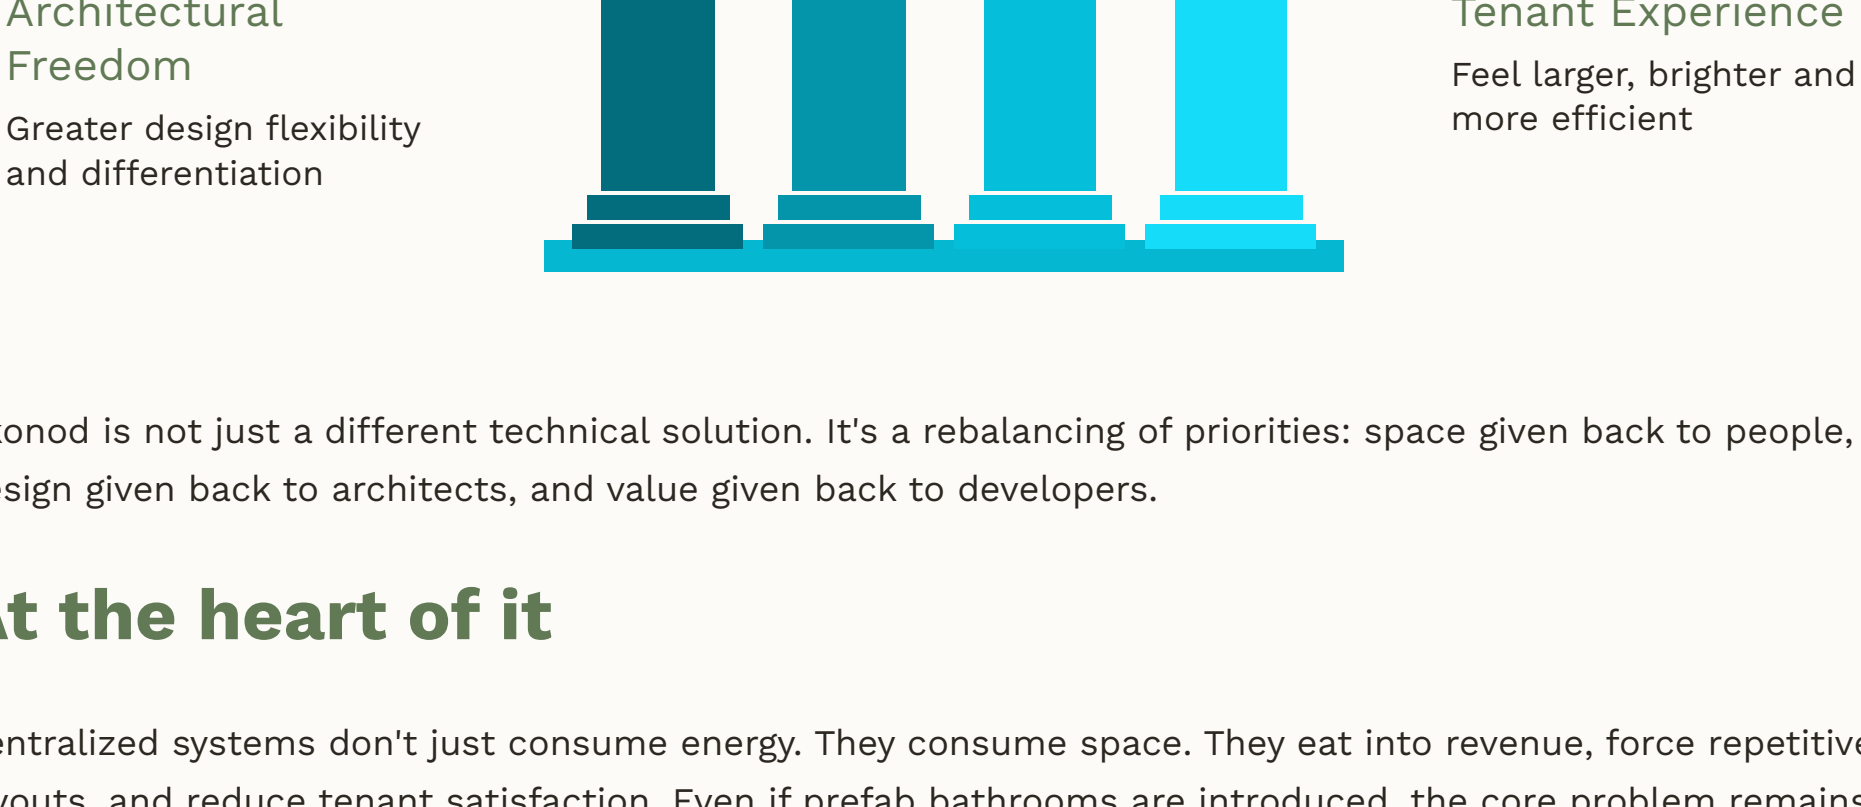 Architectural
Freedom
Greater design flexibility
and differentiation
Tenant Experience
Feel larger, brighter and
more efficient
is not just a different technical solution. It's a rebalancing of priorities: space given back to people,
given back to architects, and value given back to developers.
At the heart of it
systems don't just consume energy. They consume space. They eat into revenue, force repetitive
and reduce tenant satisfaction. Even if prefab bathrooms are introduced, the core problem remains